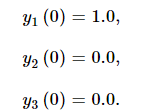 y₁ (0) = 1.0,
y₂ (0) = 0.0,
y₃ (0) = 0.0.